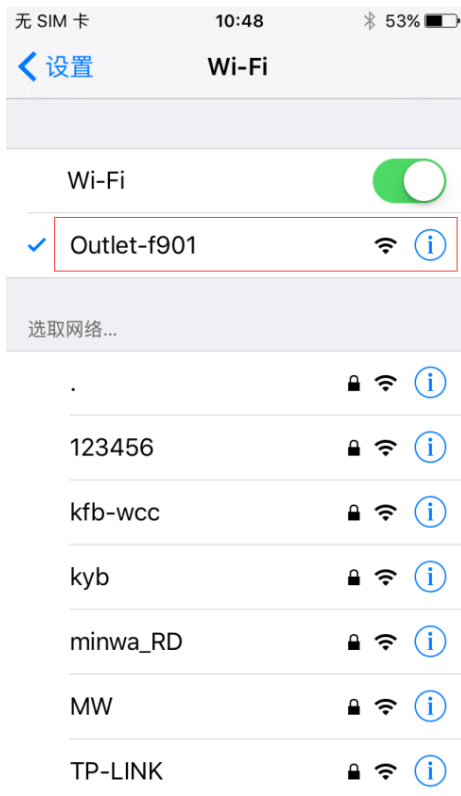 无 SIM 卡 10:48 53%
设置 Wi-Fi
Wi-Fi
Outlet-f901
选取网络...
.
123456
kfb-wcc
kyb
minwa_RD
MW
TP-LINK